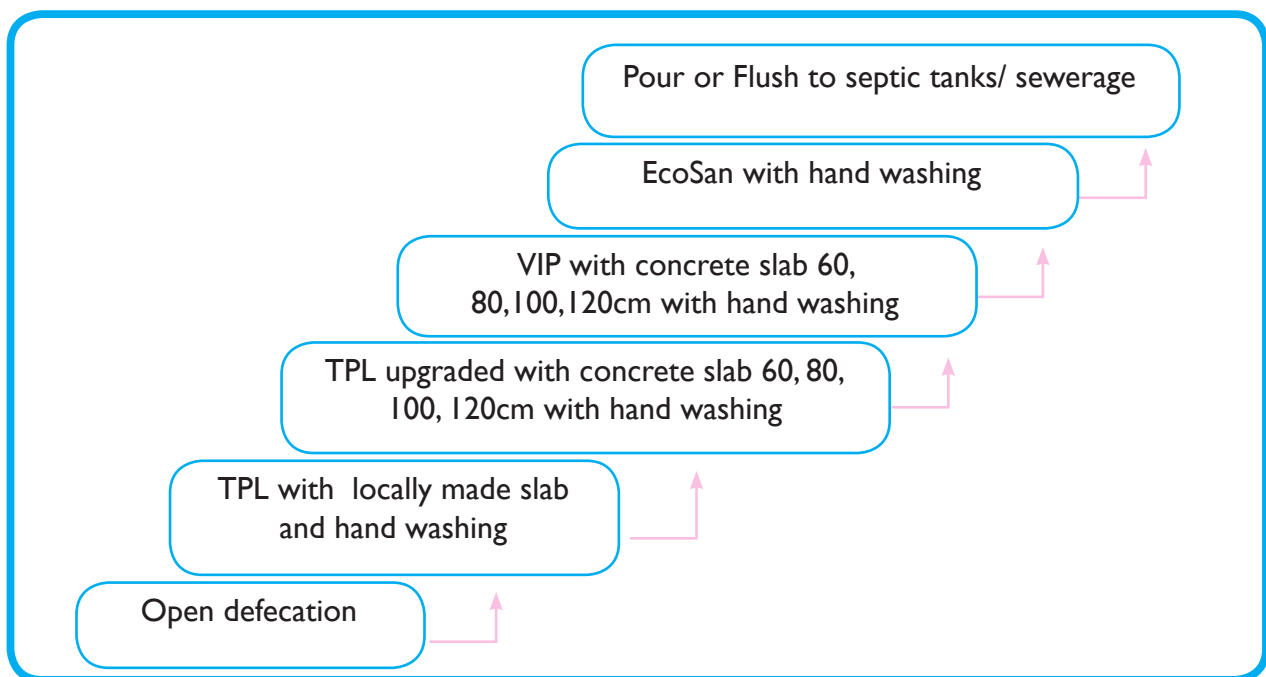 Pour or Flush to septic tanks/ sewerage
EcoSan with hand washing
VIP with concrete slab 60,
80,100,120cm with hand washing
TPL upgraded with concrete slab 60, 80,
100, 120cm with hand washing
TPL with locally made slab
and hand washing
Open defecation